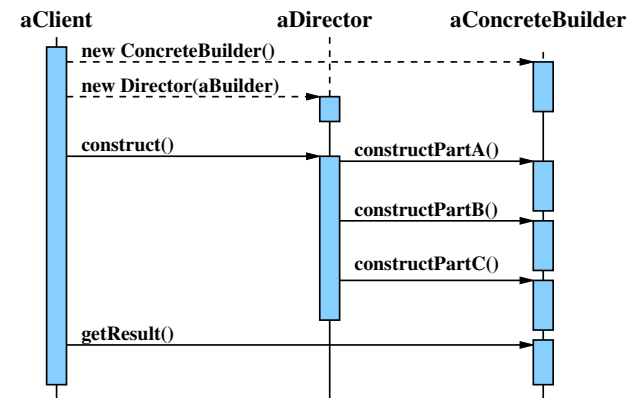 aClient aDirector aConcreteBuilder
new ConcreteBuilder()
new Director(aBuilder)
construct()
constructPartA()
constructPartB()
constructPartC()
getResult()